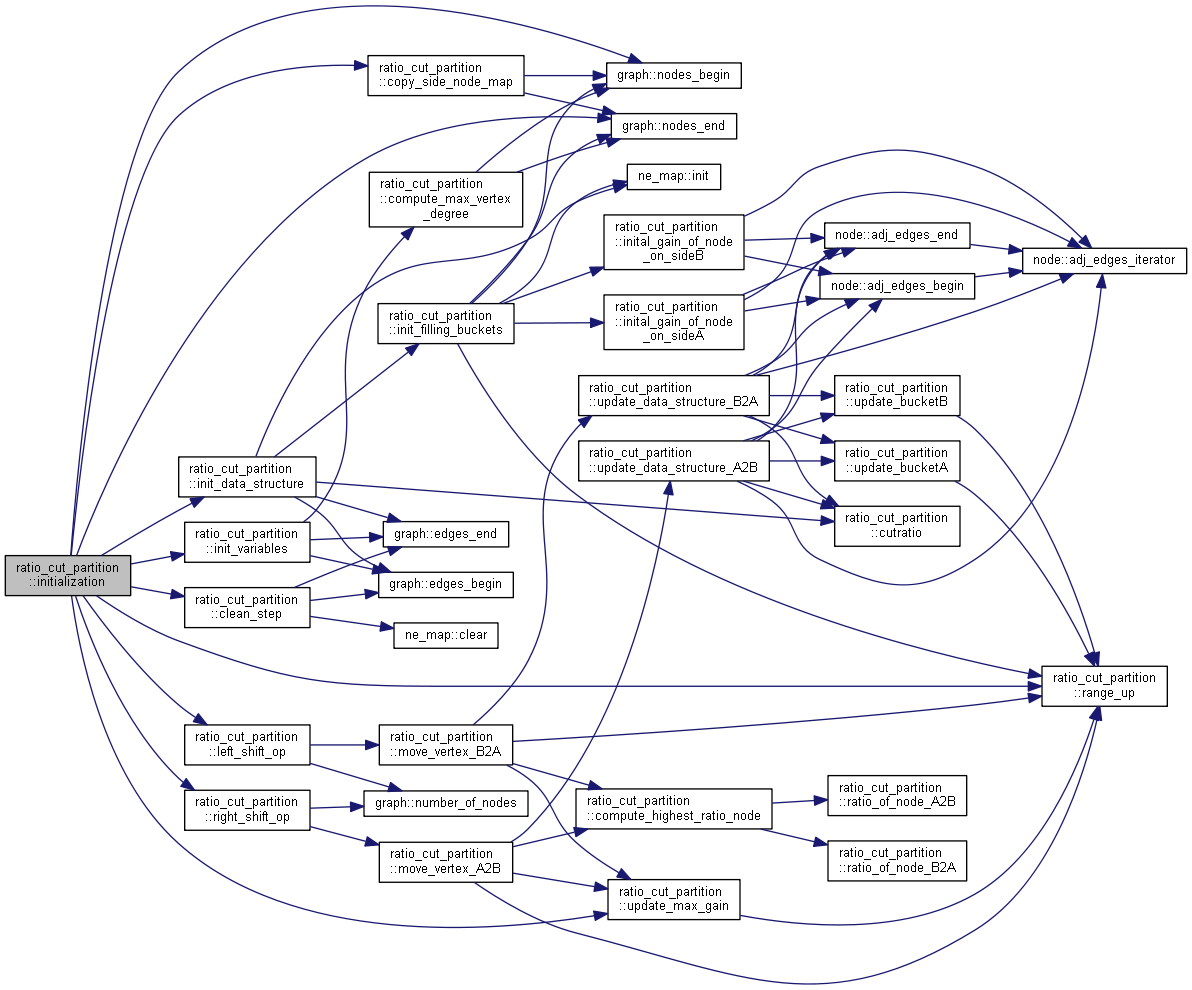 ratio_cut_partition
::initialization
ratio_cut_partition
::copy_side_node_map
graph::nodes_begin
graph::nodes_end
ratio_cut_partition
::compute_max_vertex
_degree
ne_map::init
ratio_cut_partition
::inital_gain_of_node
_on_sideB
node::adj_edges_end
node::adj_edges_iterator
node::adj_edges_begin
ratio_cut_partition
::init_filling_buckets
ratio_cut_partition
::inital_gain_of_node
_on_sideA
ratio_cut_partition
::update_data_structure_B2A
ratio_cut_partition
::update_bucketB
ratio_cut_partition
::update_data_structure_A2B
ratio_cut_partition
::update_bucketA
ratio_cut_partition
::init_data_structure
ratio_cut_partition
::cutratio
ratio_cut_partition
::init_variables
graph::edges_end
graph::edges_begin
ratio_cut_partition
::clean_step
ne_map::clear
ratio_cut_partition
::range_up
ratio_cut_partition
::left_shift_op
ratio_cut_partition
::move_vertex_B2A
graph::number_of_nodes
ratio_cut_partition
::right_shift_op
ratio_cut_partition
::compute_highest_ratio_node
ratio_cut_partition
::ratio_of_node_A2B
ratio_cut_partition
::ratio_of_node_B2A
ratio_cut_partition
::move_vertex_A2B
ratio_cut_partition
::update_max_gain